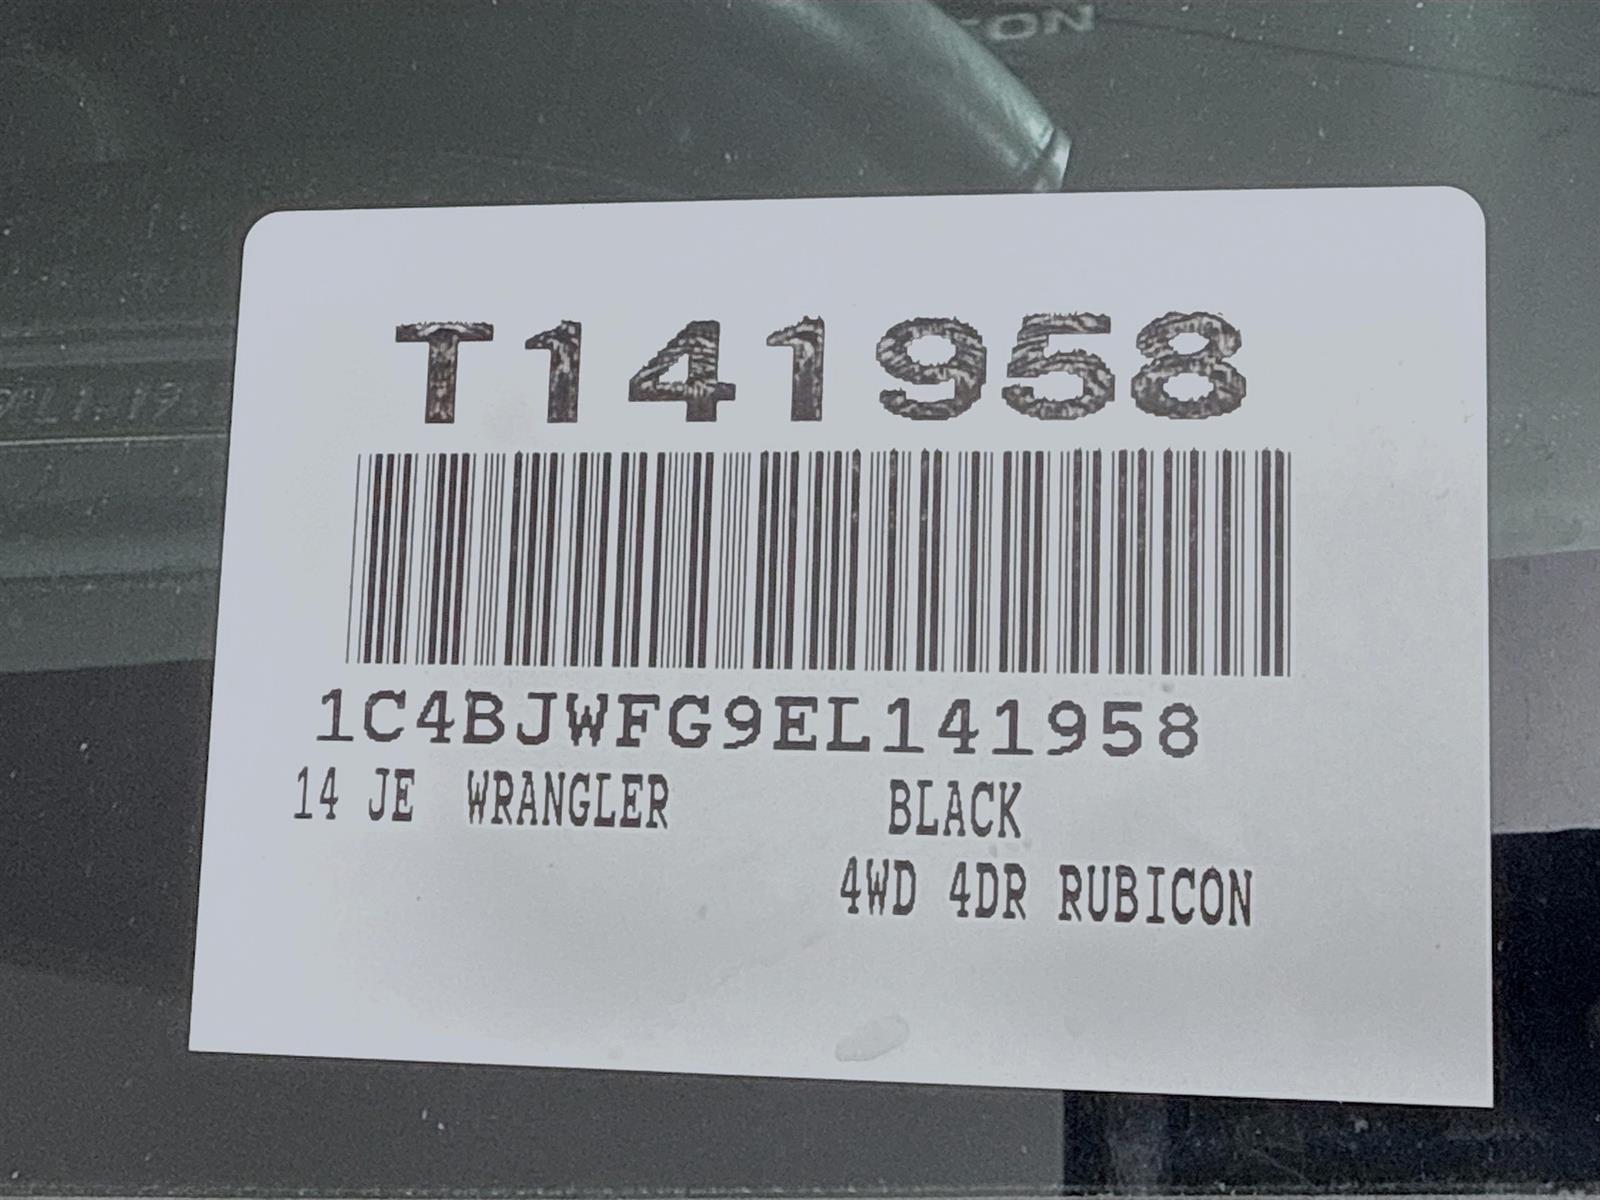 T141958
1C4BJWFG9EL141958
14 JE WRANGLER BLACK
4WD 4DR RUBICON